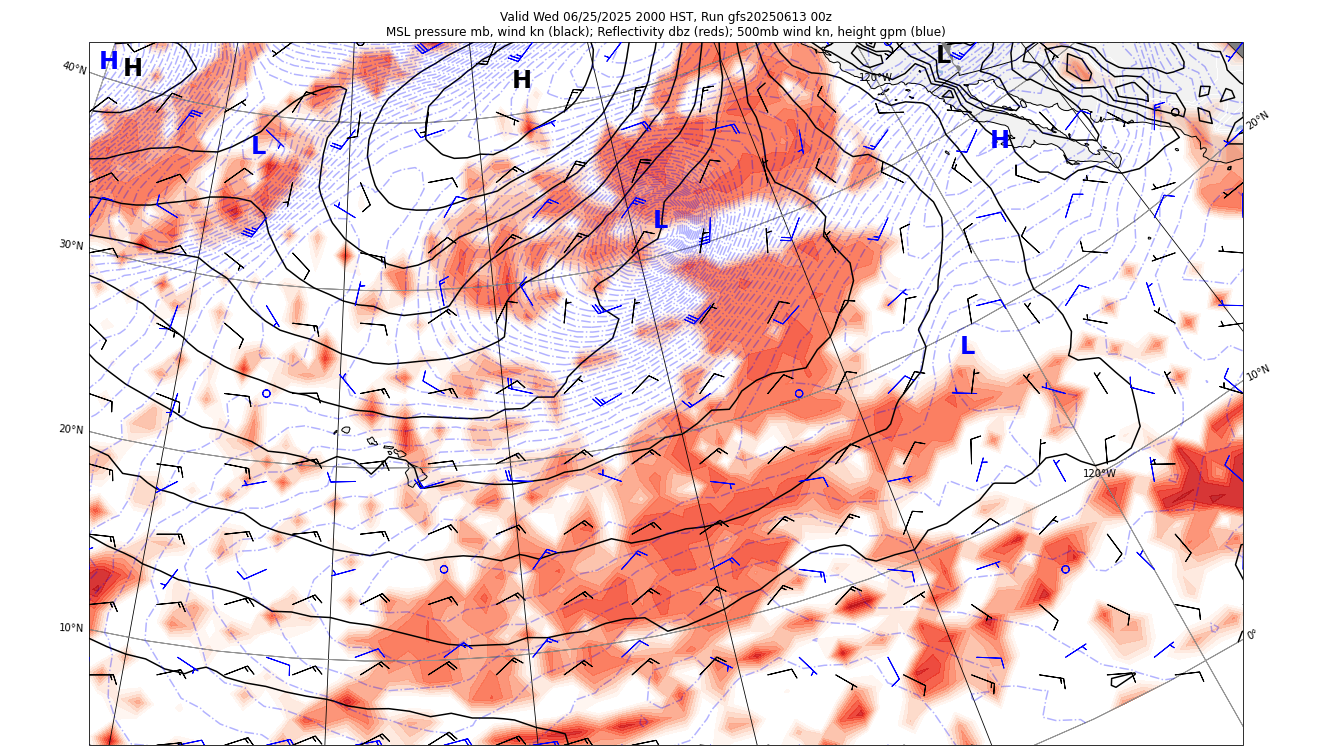 Valid Wed 06/25/2025 2000 HST, Run gfs20250613 00z
MSL pressure mb, wind kn (black); Reflectivity dbz (reds); 500mb wind kn, height gpm (blue)
H H H L
40°N 120°W
20°N
L H
L
30°N
L
10°N
20°N
120°W
10°N 0°